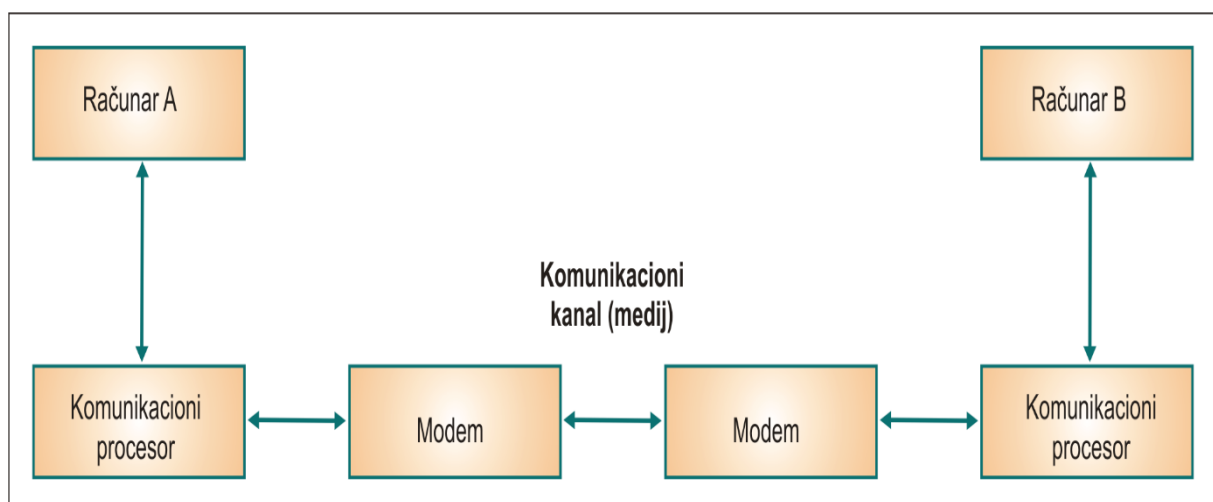 Računar A
Računar B
Komunikacioni
kanal (medij)
Komunikacioni
procesor
Modem
Modem
Komunikacioni
procesor